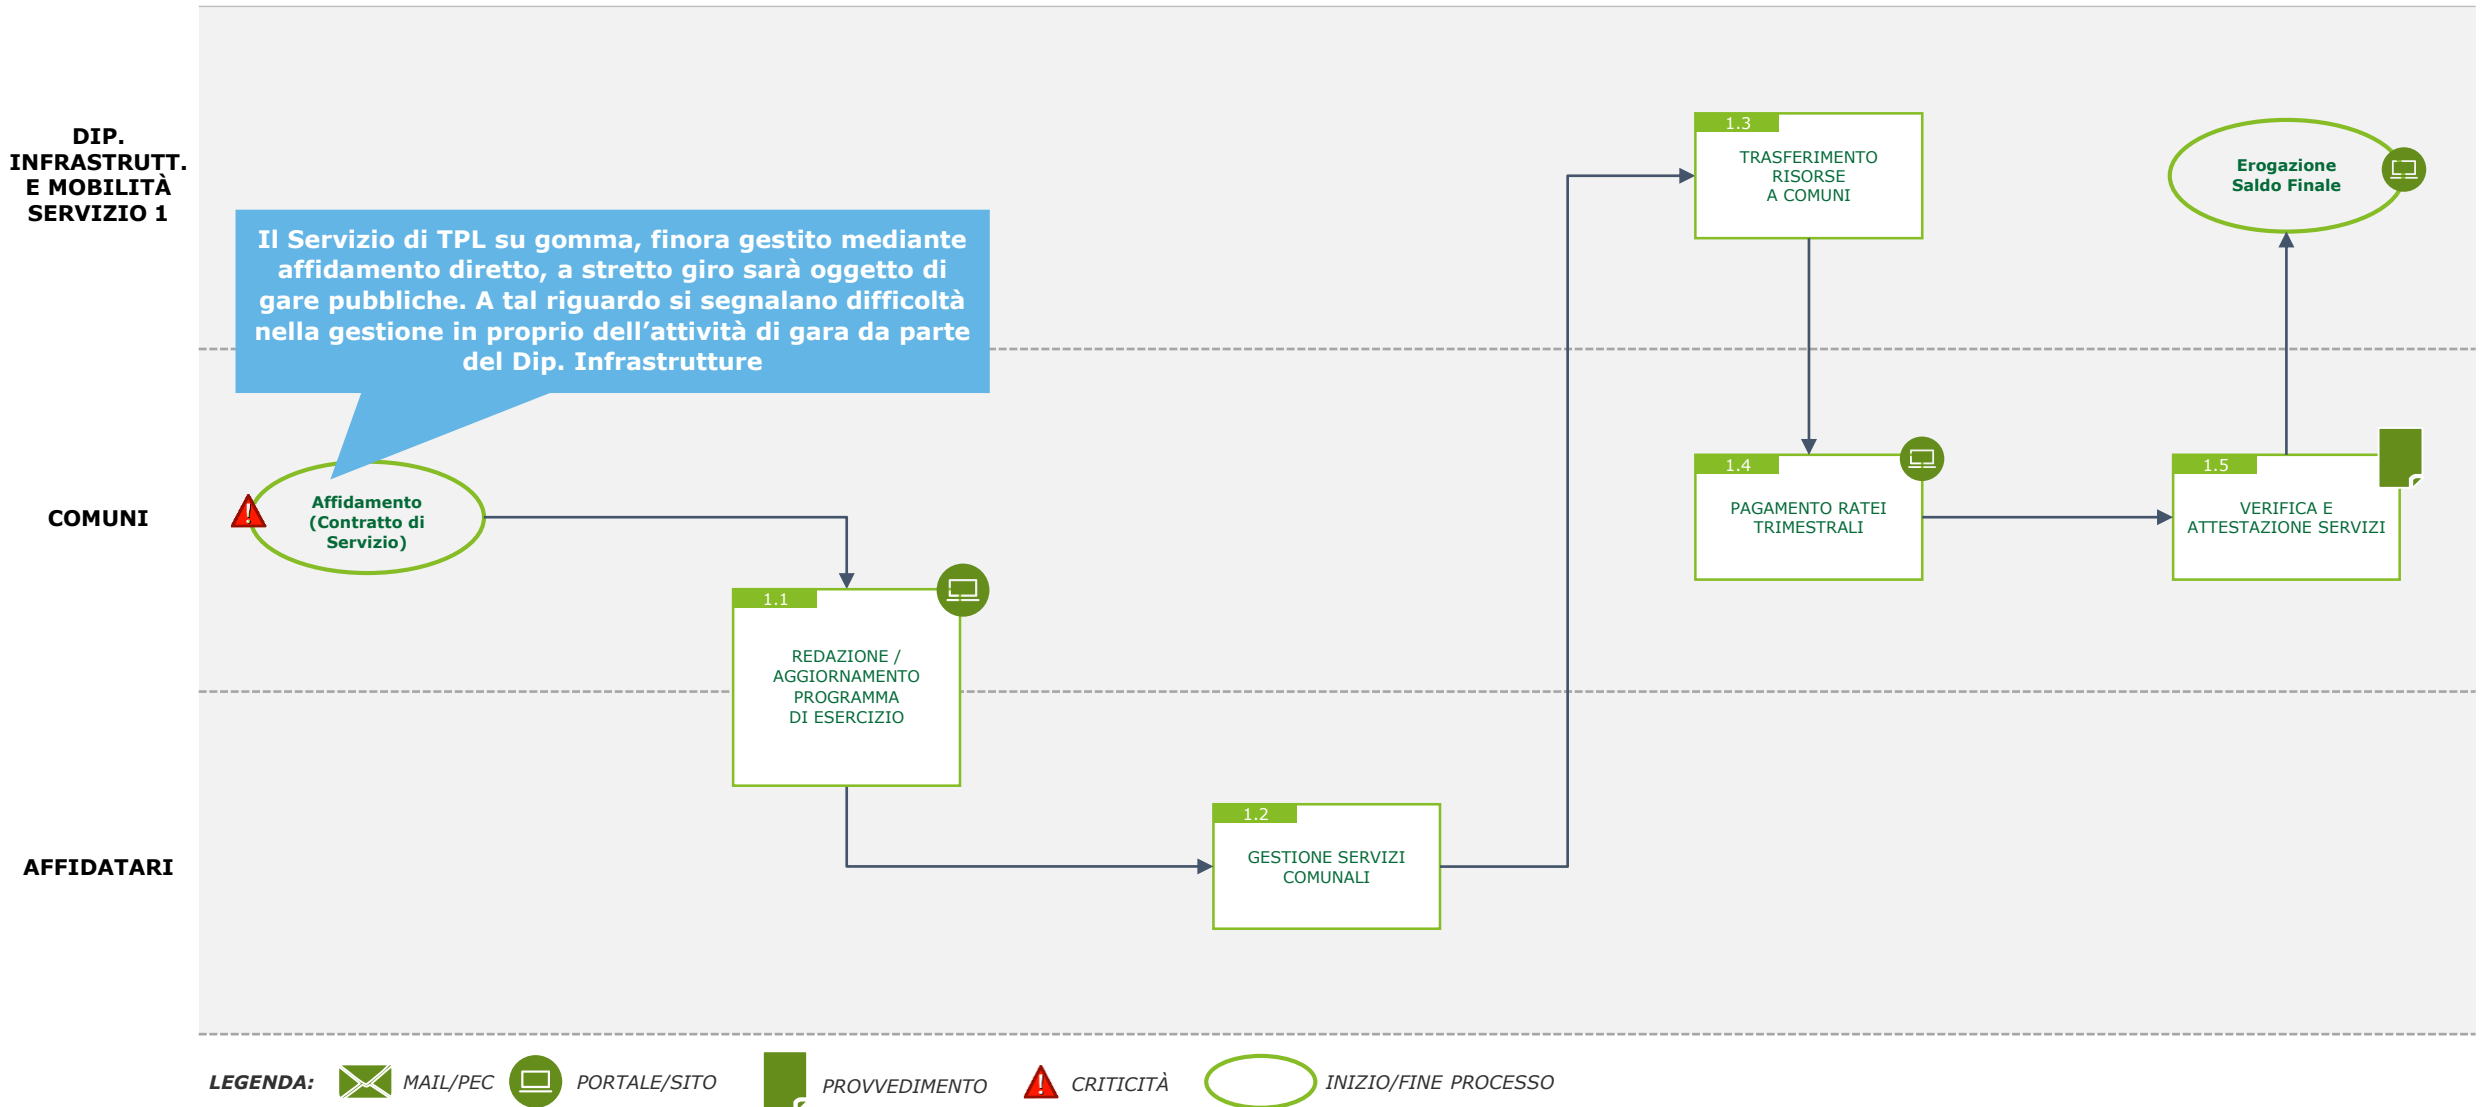 DIP.
INFRASTRUTT.
E MOBILITÀ
SERVIZIO 1
Il Servizio di TPL su gomma, finora gestito mediante
affidamento diretto, a stretto giro sarà oggetto di
gare pubbliche. A tal riguardo si segnalano difficoltà
nella gestione in proprio dell’attività di gara da parte
del Dip. Infrastrutture
1.3
TRASFERIMENTO
RISORSE
A COMUNI
Erogazione
Saldo Finale
COMUNI
Affidamento
(Contratto di
Servizio)
1.1
REDAZIONE /
AGGIORNAMENTO
PROGRAMMA
DI ESERCIZIO
1.4
PAGAMENTO RATEI
TRIMESTRALI
1.5
VERIFICA E
ATTESTAZIONE SERVIZI
AFFIDATARI
1.2
GESTIONE SERVIZI
COMUNALI
LEGENDA:
MAIL/PEC
PORTALE/SITO
PROVVEDIMENTO
CRITICITÀ
INIZIO/FINE PROCESSO